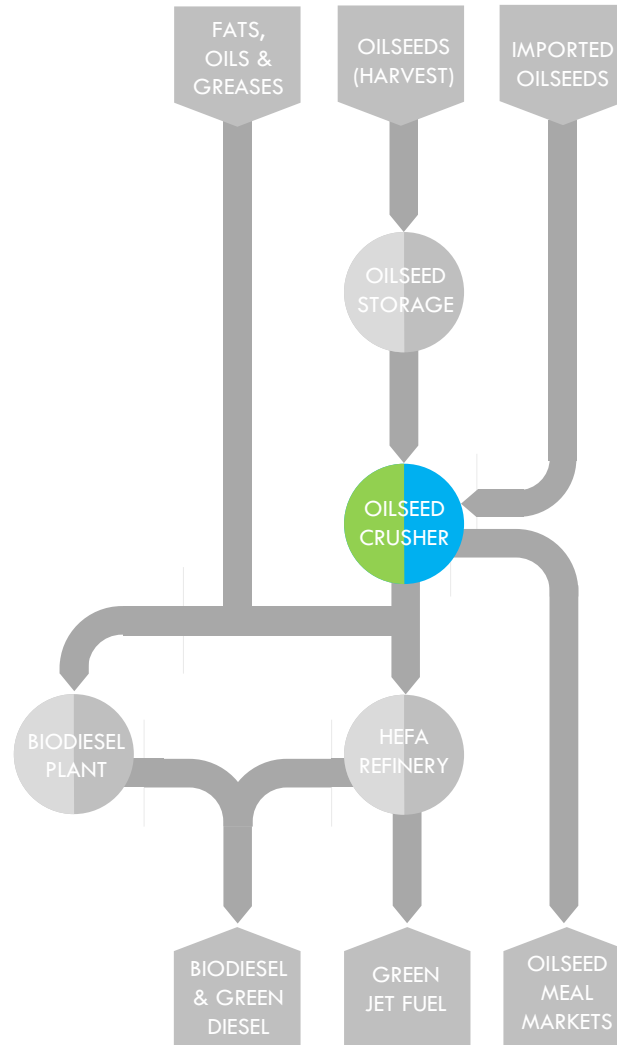 FATS,
OILS &
GREASES
OILSEEDS
(HARVEST)
IMPORTED
OILSEEDS
OILSEED
STORAGE
OILSEED
CRUSHER
BIODIESEL
PLANT
HEFA
REFINERY
BIODIESEL
& GREEN
DIESEL
GREEN
JET FUEL
OILSEED
MEAL
MARKETS